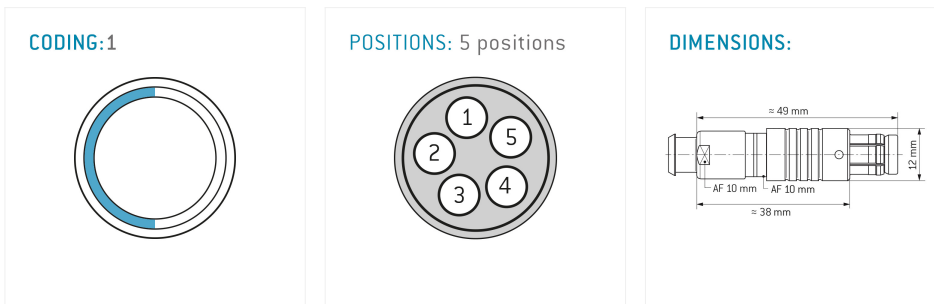 CODING:1
POSITIONS: 5 positions
1
5
2
4
3
DIMENSIONS:
≈ 49 mm
12 mm
AF 10 mm
AF 10 mm
≈ 38 mm